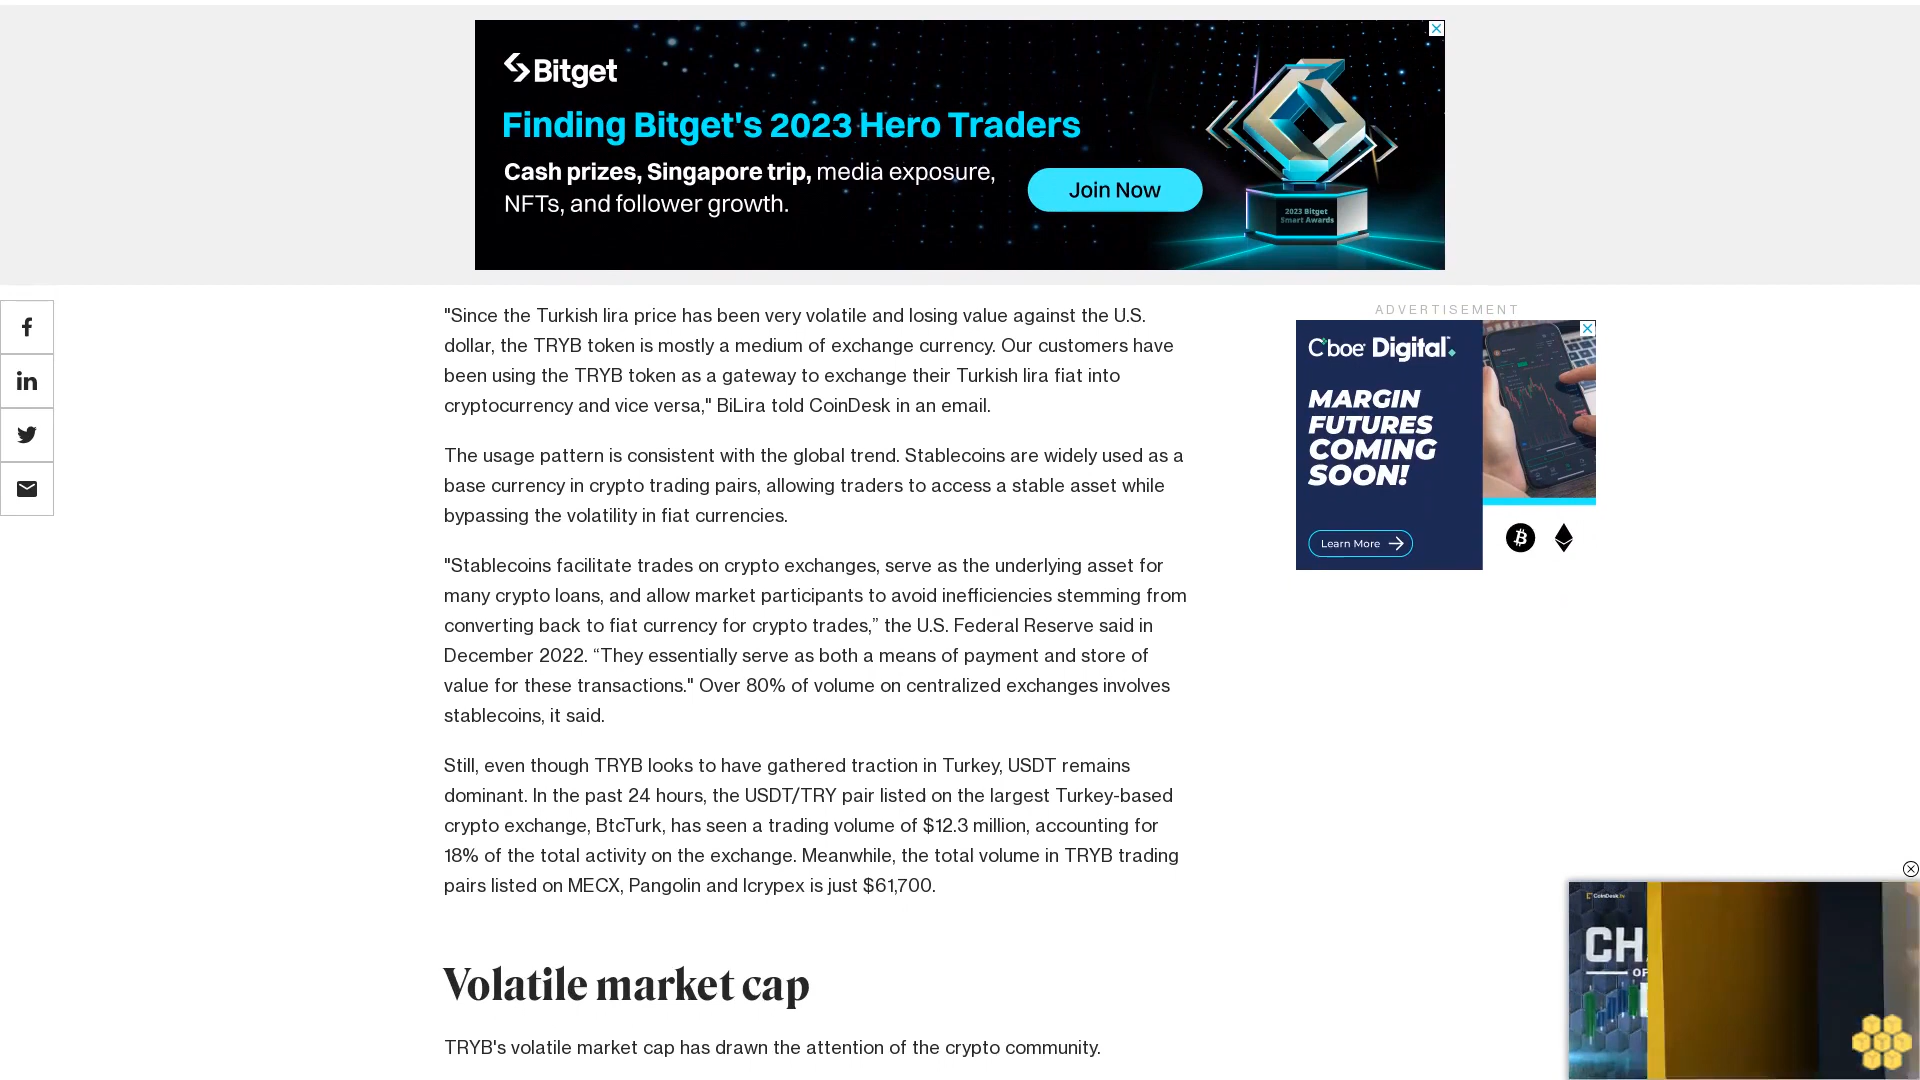 Bitget
Finding Bitget's 2023 Hero Traders
Cash prizes, Singapore trip, media exposure,
NFTs, and follower growth.
Join Now
2023 Bitget
Smart Awards
"Since the Turkish lira price has been very volatile and losing value against the U.S.
dollar, the TRYB token is mostly a medium of exchange currency. Our customers have
been using the TRYB token as a gateway to exchange their Turkish lira fiat into
cryptocurrency and vice versa," BiLira told CoinDesk in an email.
The usage pattern is consistent with the global trend. Stablecoins are widely used as a
base currency in crypto trading pairs, allowing traders to access a stable asset while
bypassing the volatility in fiat currencies.
"Stablecoins facilitate trades on crypto exchanges, serve as the underlying asset for
many crypto loans, and allow market participants to avoid inefficiencies stemming from
converting back to fiat currency for crypto trades,” the U.S. Federal Reserve said in
December 2022. “They essentially serve as both a means of payment and store of
value for these transactions." Over 80% of volume on centralized exchanges involves
stablecoins, it said.
Still, even though TRYB looks to have gathered traction in Turkey, USDT remains
dominant. In the past 24 hours, the USDT/TRY pair listed on the largest Turkey-based
crypto exchange, BtcTurk, has seen a trading volume of $12.3 million, accounting for
18% of the total activity on the exchange. Meanwhile, the total volume in TRYB trading
pairs listed on MECX, Pangolin and Icrypex is just $61,700.
Volatile market cap
TRYB's volatile market cap has drawn the attention of the crypto community.
ADVERTISEMENT
Cboe Digital
MARGIN
FUTURES
COMING
SOON!
Learn More
CoinDesk TV
CH
OF